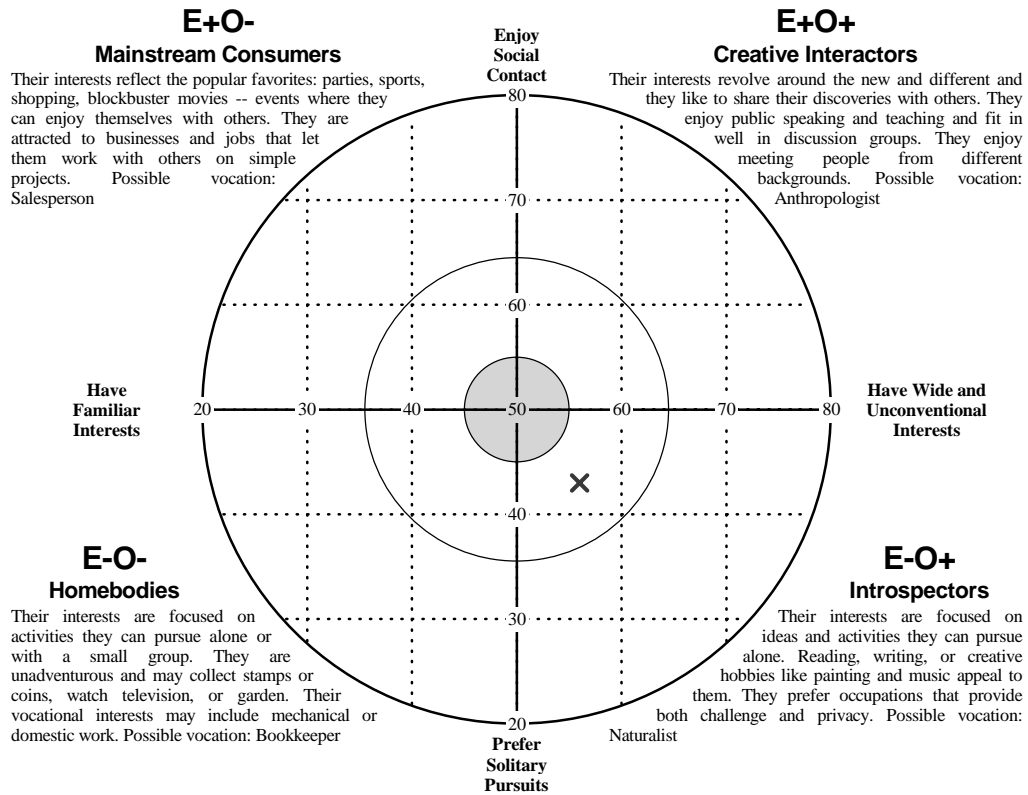 E+O-
Mainstream Consumers
Their interests reflect the popular favorites: parties, sports,
shopping, blockbuster movies -- events where they
can enjoy themselves with others. They are
attracted to businesses and jobs that let
them work with others on simple
projects. Possible vocation:
Salesperson
Enjoy
Social
Contact
E+O+
Creative Interactors
Their interests revolve around the new and different and
they like to share their discoveries with others. They
enjoy public speaking and teaching and fit in
well in discussion groups. They enjoy
meeting people from different
backgrounds. Possible vocation:
Anthropologist
80
70
60
Have
Familiar
Interests
20 30 40 50 60 70 80
Have Wide and
Unconventional
Interests
40
30
20
E-O-
Homebodies
Their interests are focused on
activities they can pursue alone or
with a small group. They are
unadventurous and may collect stamps or
coins, watch television, or garden. Their
vocational interests may include mechanical or
domestic work. Possible vocation: Bookkeeper
Prefer
Solitary
Pursuits
E-O+
Introspectors
Their interests are focused on
ideas and activities they can pursue
alone. Reading, writing, or creative
hobbies like painting and music appeal to
them. They prefer occupations that provide
both challenge and privacy. Possible vocation:
Naturalist